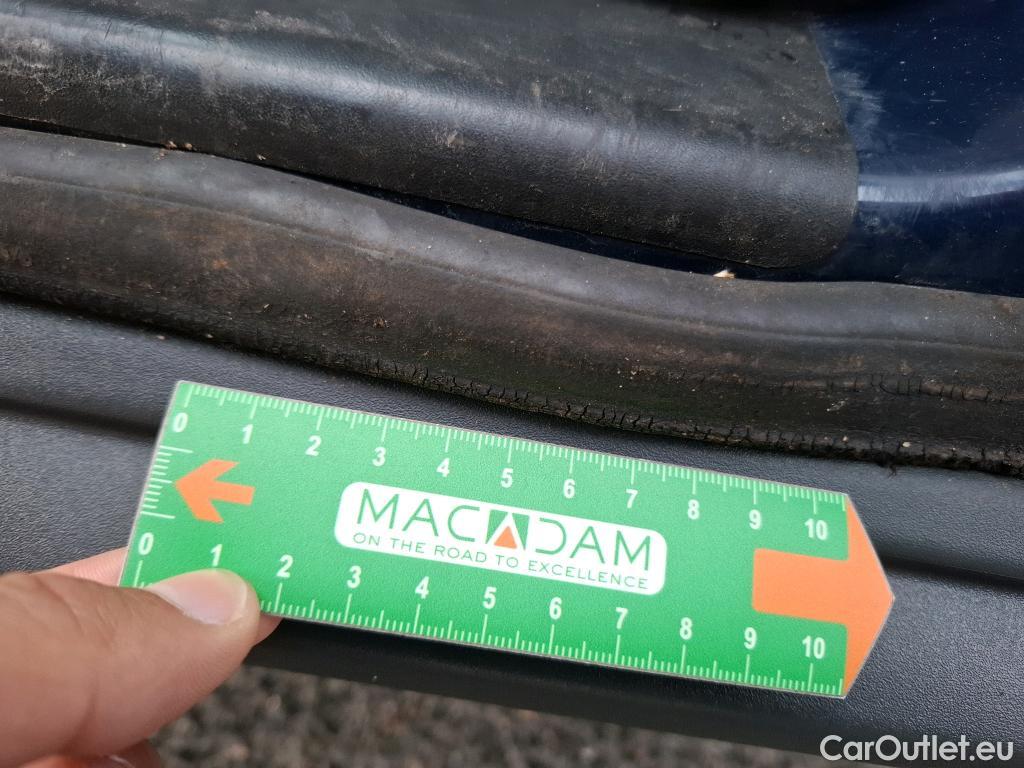 0 1 2 3 4 5 6 7 8 9 10
MACADAM
ON THE ROAD TO EXCELLENCE
0 1 2 3 4 5 6 7 8 9 10
CarOutlet.eu